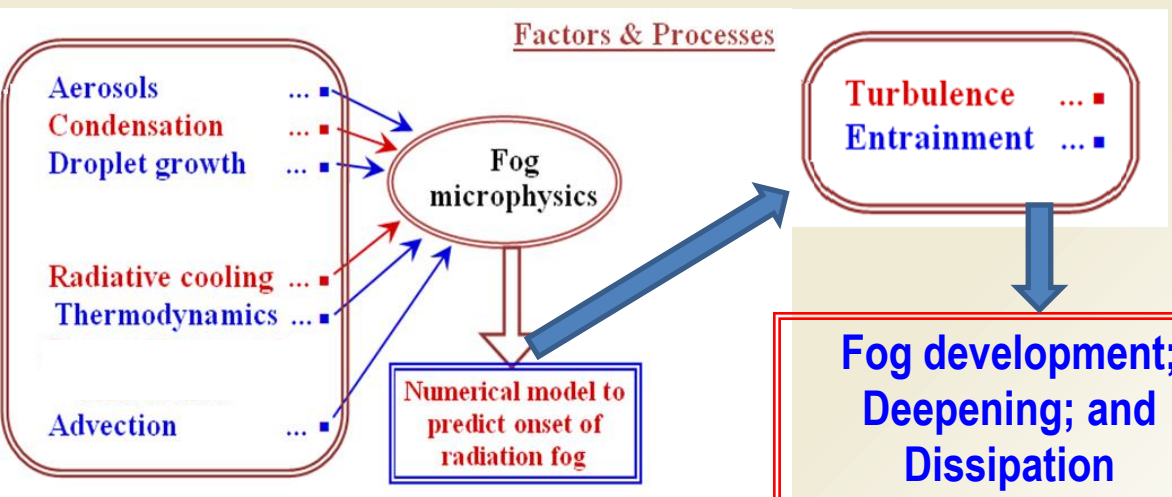 Factors & Processes
Aerosols ...
Condensation ...
Droplet growth ...
Radiative cooling ...
Thermodynamics ...
Advection ...
Fog
microphysics
Numerical model to
predict onset of
radiation fog
Turbulence ...
Entrainment ...
Fog development;
Deepening; and
Dissipation